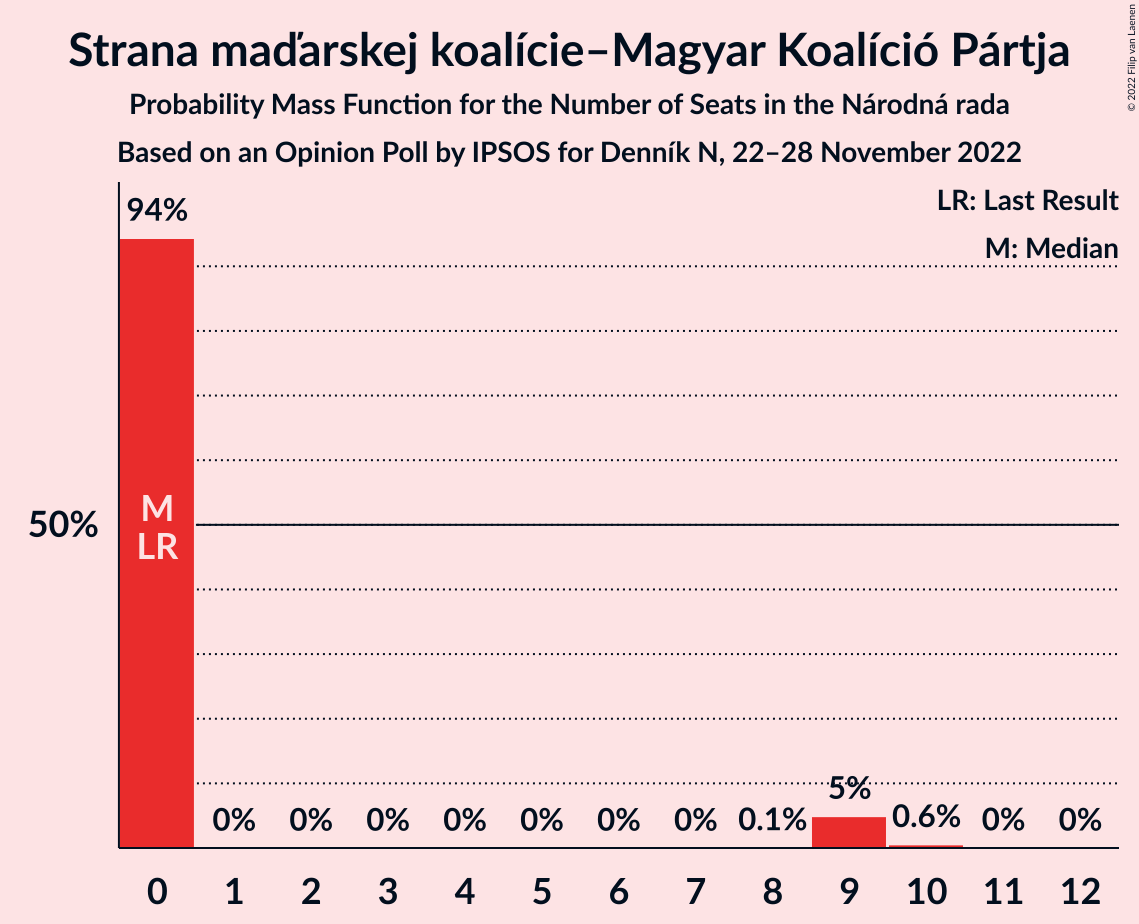 Strana maďarskej koalície–Magyar Koalíció Pártja
Probability Mass Function for the Number of Seats in the Národná rada
Based on an Opinion Poll by IPSOS for Denník N, 22–28 November 2022
© 2022 Filip van Laenen
LR: Last Result
M: Median
94%
50%
M
LR
0% 0% 0% 0% 0% 0% 0% 0.1% 5% 0.6% 0% 0%
0 1 2 3 4 5 6 7 8 9 10 11 12